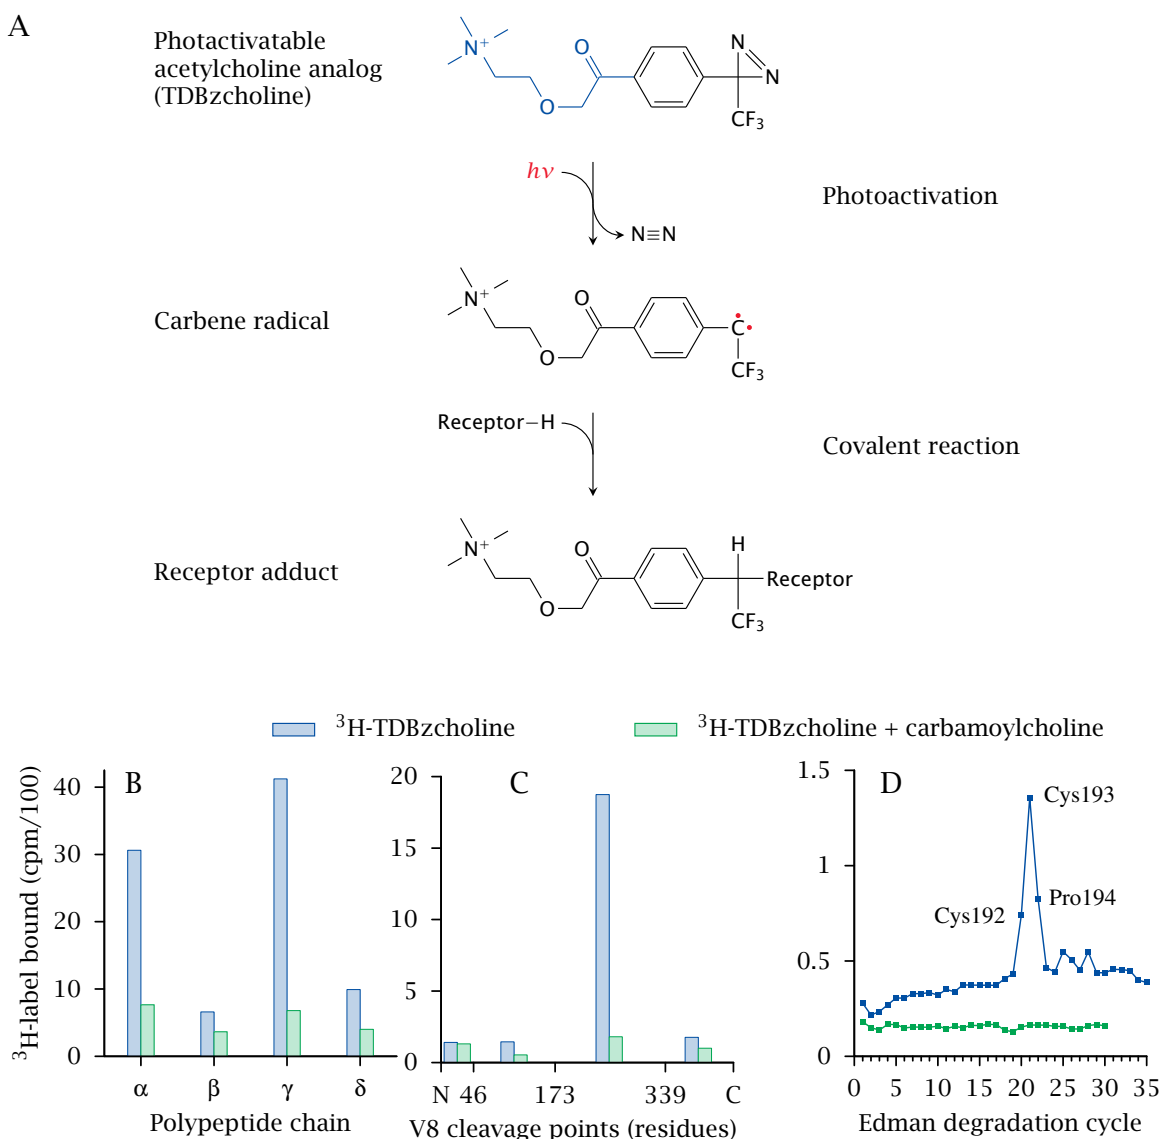 A
Photactivatable
acetylcholine analog
(TDBzcholine)
N+
O
O
N
N
CF3
hν
N≡N
Photoactivation
Carbene radical
N+
O
O
C
CF3
Receptor–H
Covalent reaction
Receptor adduct
N+
O
O
H
Receptor
CF3
3H-TDBzcholine
3H-TDBzcholine + carbamoylcholine
3H-label bound (cpm/100)
B
40
30
20
10
0
α β γ δ
Polypeptide chain
C
20
15
10
5
0
N 46 173 339 C
V8 cleavage points (residues)
D
1.5
1
0.5
0
Cys193
Cys192
Pro194
0 5 10 15 20 25 30 35
Edman degradation cycle